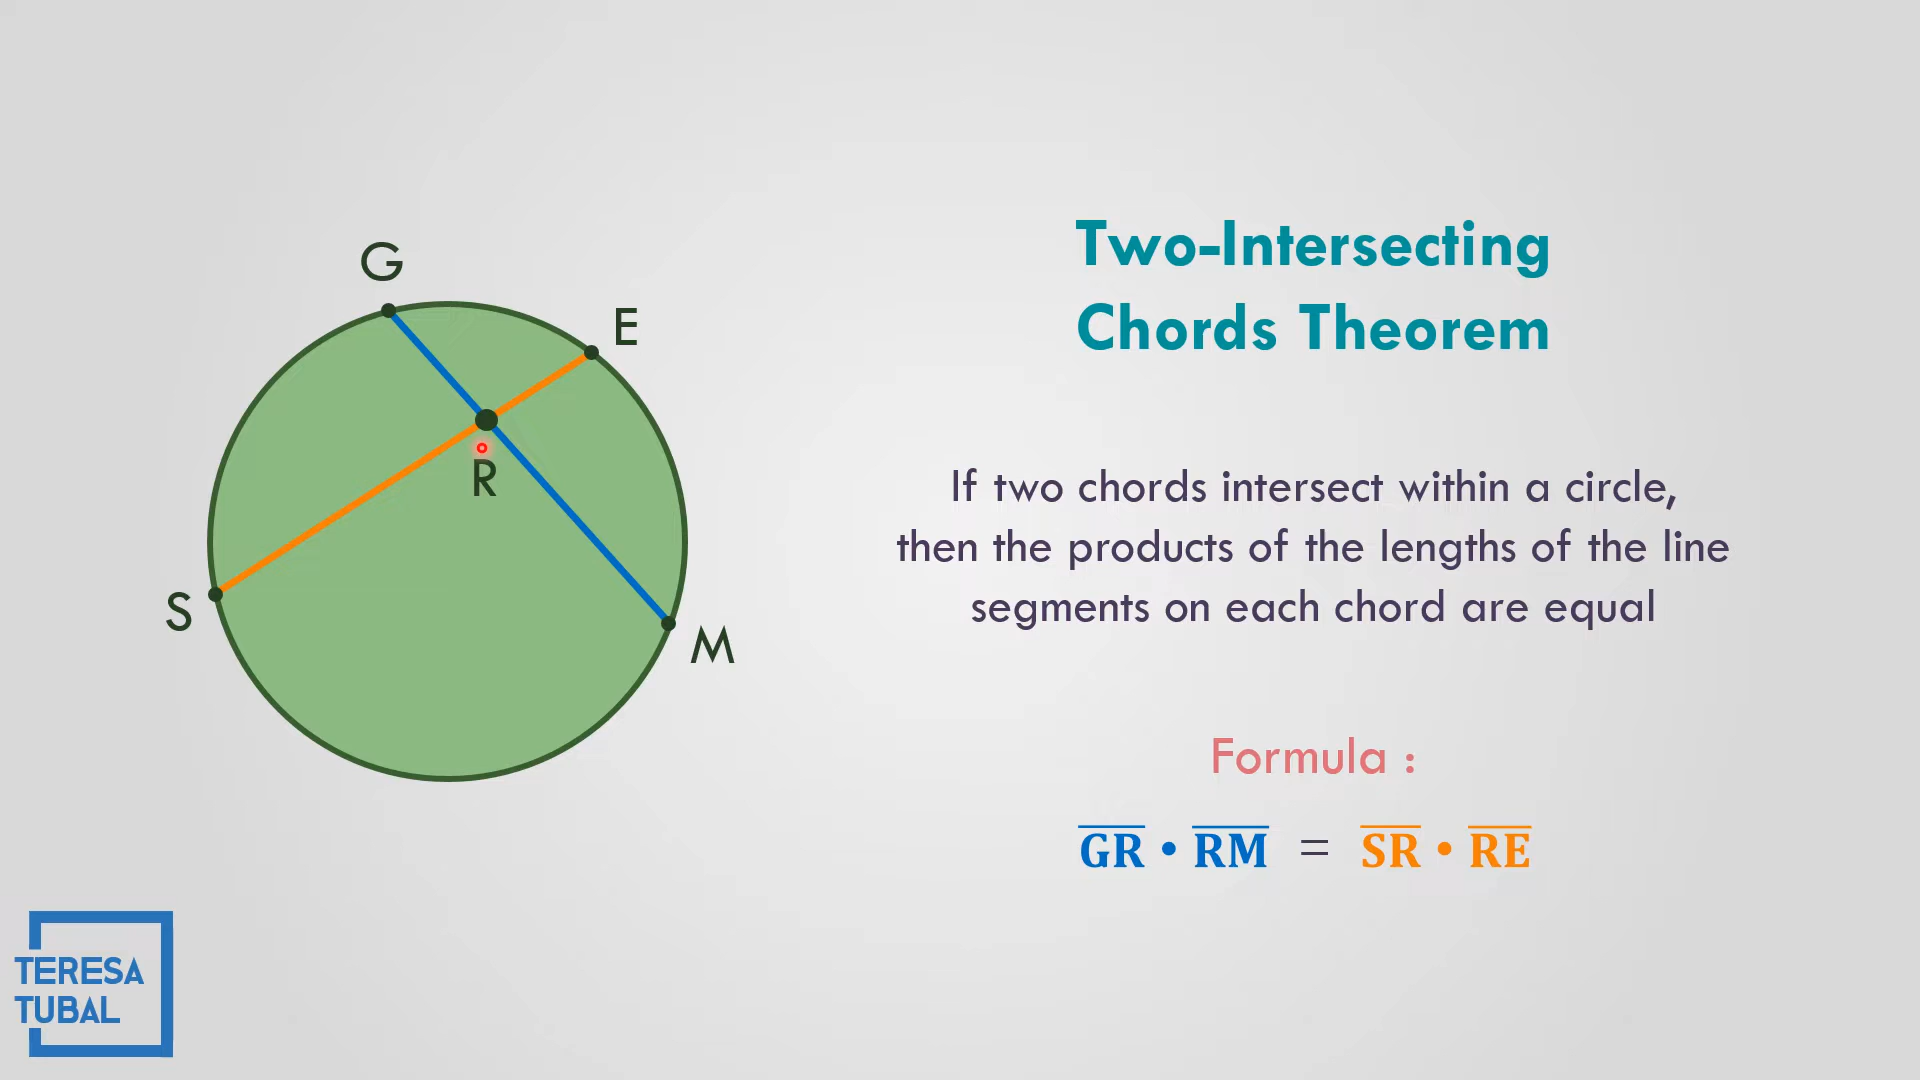 Two-Intersecting
Chords Theorem
G
E
R
S
M
If two chords intersect within a circle,
then the products of the lengths of the line
segments on each chord are equal
Formula :
GR • RM = SR • RE
TERESA
TUBAL